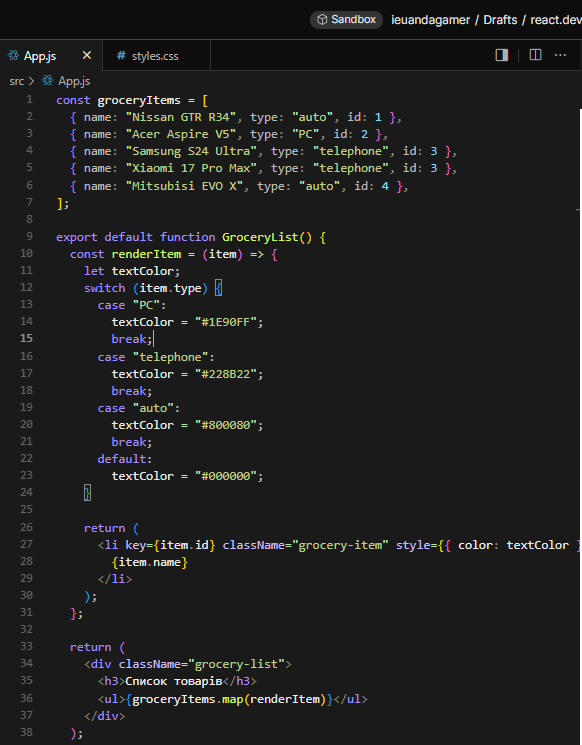 Sandbox ieuandagamer / Drafts / react.dev
App.js × # styles.css ...
src > App.js
1 const groceryItems = [
2 { name: "Nissan GTR R34", type: "auto", id: 1 },
3 { name: "Acer Aspire V5", type: "PC", id: 2 },
4 { name: "Samsung S24 Ultra", type: "telephone", id: 3 },
5 { name: "Xiaomi 17 Pro Max", type: "telephone", id: 3 },
6 { name: "Mitsubisi EVO X", type: "auto", id: 4 },
7 ];
8
9 export default function GroceryList() {
10 const renderItem = (item) => {
11 let textColor;
12 switch (item.type) {
13 case "PC":
14 textColor = "#1E90FF";
15 break;
16 case "telephone":
17 textColor = "#228B22";
18 break;
19 case "auto":
20 textColor = "#800080";
21 break;
22 default:
23 textColor = "#000000";
24 }
25
26 return (
27 <li key={item.id} className="grocery-item" style={{ color: textColor }
28 {item.name}
29 </li>
30 );
31 };
32
33 return (
34 <div className="grocery-list">
35 <h3>Список товарів</h3>
36 <ul>{groceryItems.map(renderItem)}</ul>
37 </div>
38 );